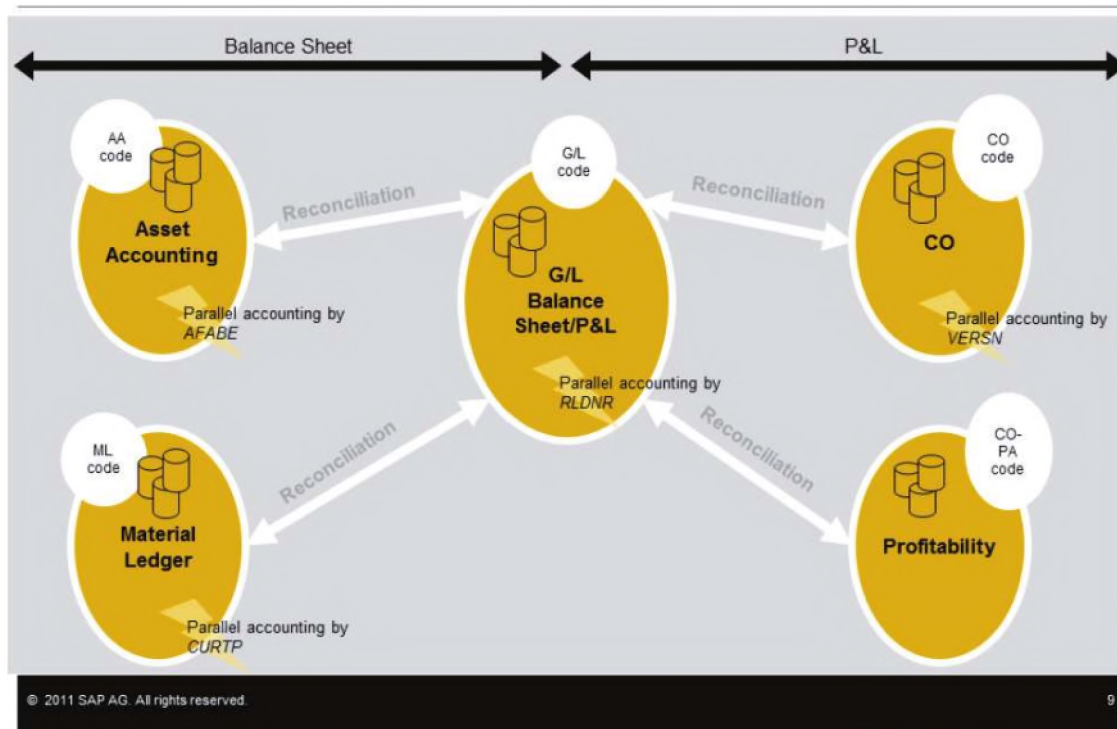 Balance Sheet
P&L
AA
code
Asset
Accounting
Parallel accounting by
AFABE
Reconciliation
G/L
code
G/L
Balance
Sheet/P&L
Parallel accounting by
RLDNR
Reconciliation
CO
code
CO
Parallel accounting by
VERSN
ML
code
Material
Ledger
Parallel accounting by
CURTP
Reconciliation
Reconciliation
CO-
PA
code
Profitability
© 2011 SAP AG. All rights reserved.
9